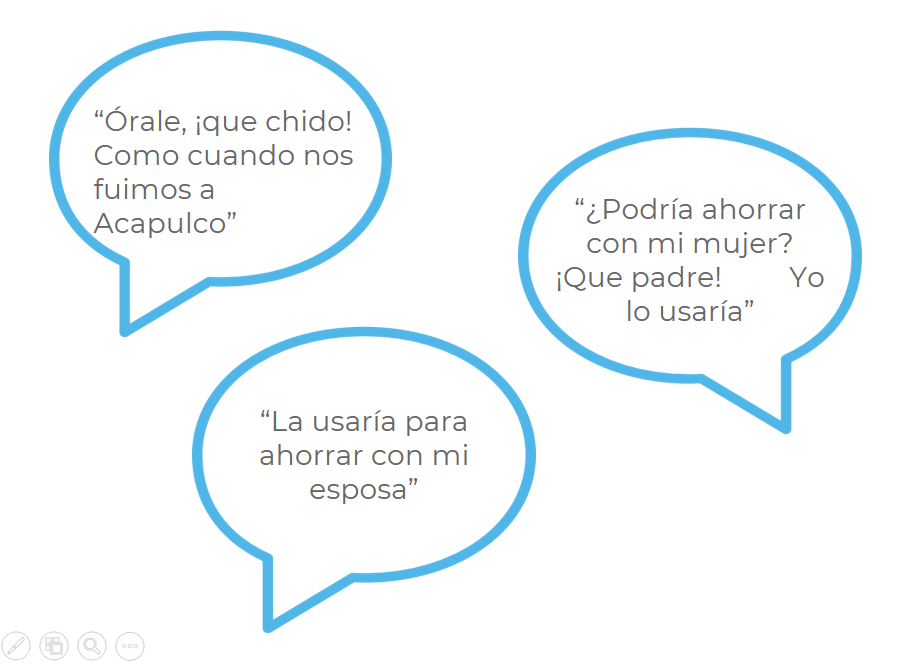 “Órale, ¡que chido!
Como cuando nos
fuimos a
Acapulco”
“¿Podría ahorrar
con mi mujer?
¡Que padre! Yo
lo usaría”
“La usaría para
ahorrar con mi
esposa”